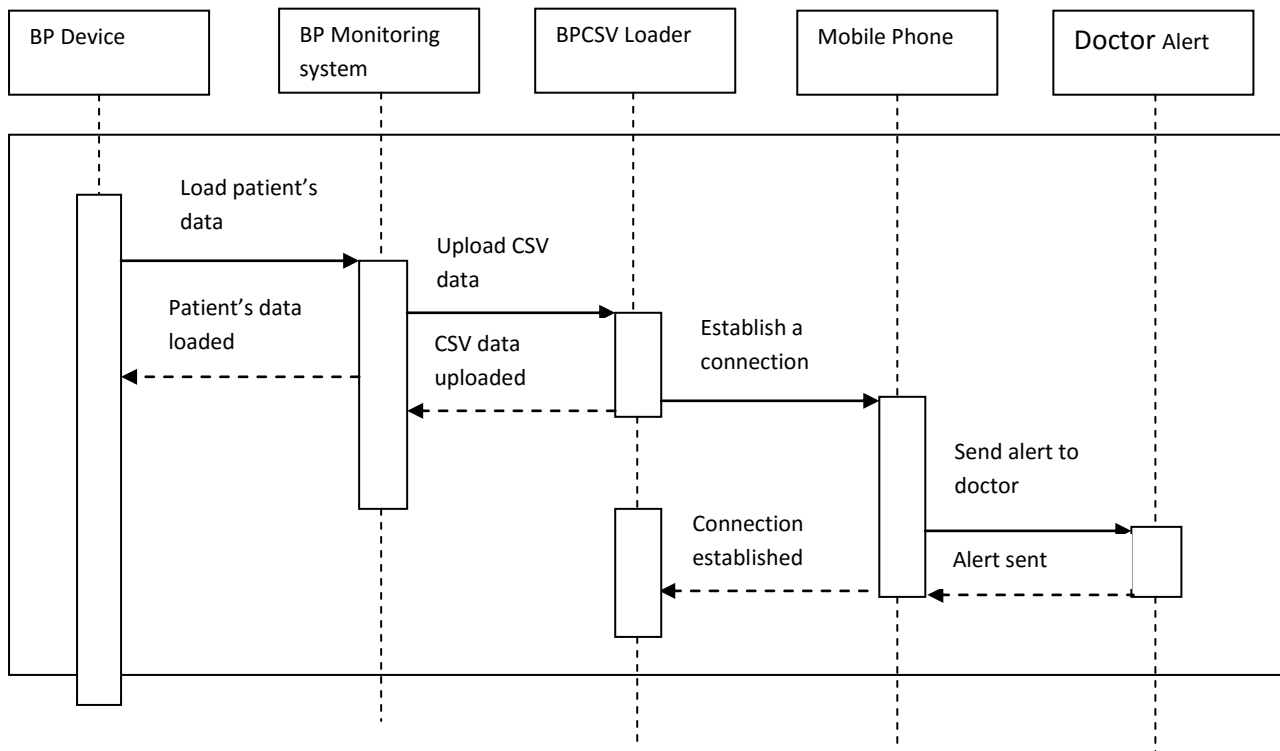 BP Device
BP Monitoring
system
BPCSV Loader
Mobile Phone
Doctor Alert
Load patient’s
data
Upload CSV
data
Patient’s data
loaded
Establish a
connection
CSV data
uploaded
Send alert to
doctor
Connection
established
Alert sent